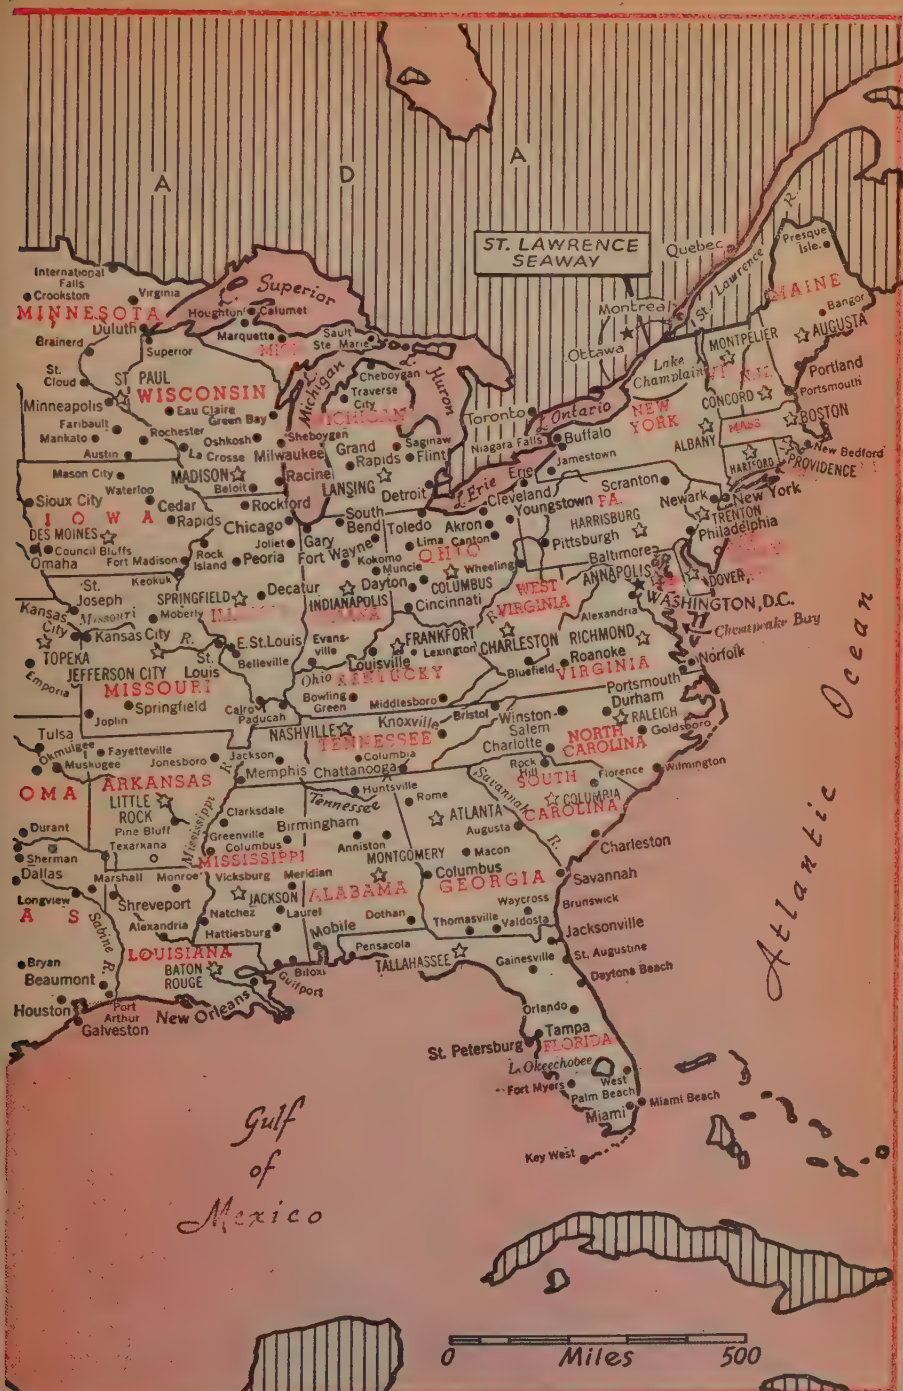 A D A
ST. LAWRENCE
SEAWAY
Quebec
St. Lawrence
R.
Presque
Isle.
MAINE
Bangor
AUGUSTA
Montreal
Ottawa
MONTPELIER
Lake
Champlain
Portland
Portsmouth
CONCORD
BOSTON
MASS
New Bedford
PROVIDENCE
HARTFORD
ALBANY
NEW
YORK
International
Falls
Crookston
Virginia
MINNESOTA
Duluth
Superior
L. Superior
Houghton
Calumet
Marquette
Sault
Ste Marie
Brainerd
St.
Cloud
ST PAUL
Minneapolis
Faribault
Mankato
Austin
Rochester
WISCONSIN
Eau Claire
Green Bay
Oshkosh
La Crosse
Sheboygan
Milwaukee
MADISON
Beloit
Racine
L. Michigan
Cheboygan
Traverse
City
L. Huron
MICHIGAN
Grand
Rapids
Saginaw
Flint
LANSING
Detroit
Toronto
L. Ontario
Niagara Falls
Buffalo
L. Erie
Erie
Jamestown
Mason City
Waterloo
Sioux City
Cedar
Rapids
IOWA
DES MOINES
Council Bluffs
Omaha
Fort Madison
Keokuk
Rockford
Chicago
Joliet
Rock
Island
Peoria
Gary
South
Bend
Fort Wayne
Kokomo
Muncie
Toledo
Cleveland
Akron
Youngstown
Lima
Canton
OHIO
Wheeling
Scranton
Newark
New York
PA.
HARRISBURG
TRENTON
Philadelphia
Pittsburgh
Baltimore
ANNAPOLIS
DOVER
WASHINGTON, D.C.
Alexandria
Chesapeake Bay
St.
Joseph
Kansas
City
Missouri R.
Moberly
Kansas City
SPRINGFIELD
Decatur
ILL
INDIANAPOLIS
Dayton
COLUMBUS
Cincinnati
WEST
VIRGINIA
TOPEKA
Emporia
JEFFERSON CITY
St.
Louis
E. St. Louis
Belleville
Evans-
ville
Louisville
FRANKFORT
Lexington
CHARLESTON
RICHMOND
Roanoke
Norfolk
MISSOURI
Springfield
Joplin
Cairo
Paducah
Ohio R.
Bowling
Green
KENTUCKY
Middlesboro
Bluefield
VIRGINIA
Portsmouth
Bristol
Winston-
Salem
Durham
RALEIGH
Goldsboro
Tulsa
Okmulgee
Muskogee
Fayetteville
Jonesboro
Jackson
NASHVILLE
TENNESSEE
Knoxville
Columbia
Charlotte
NORTH
CAROLINA
Memphis
Chattanooga
Rock
Hill
SOUTH
CAROLINA
Florence
COLUMBIA
Wilmington
OMA
ARKANSAS
LITTLE
ROCK
Pine Bluff
Texarkana
Mississippi R.
Clarksdale
Greenville
Columbus
MISSISSIPPI
Tennessee
Huntsville
Rome
Birmingham
Anniston
ATLANTA
Augusta
Savannah R.
Charleston
Durant
Sherman
Dallas
Longview
AS
Marshall
Monroe
Shreveport
Vicksburg
Meridian
JACKSON
MONTGOMERY
ALABAMA
Macon
Columbus
GEORGIA
Savannah
Waycross
Brunswick
Alexandria
Natchez
Laurel
Hattiesburg
Mobile
Dothan
Thomasville
Valdosta
Jacksonville
Sabine R.
LOUISIANA
BATON
ROUGE
Biloxi
Gulfport
Pensacola
TALLAHASSEE
Gainesville
St. Augustine
Daytona Beach
Bryan
Beaumont
Houston
Port
Arthur
Galveston
New Orleans
Orlando
Tampa
St. Petersburg
FLORIDA
L. Okeechobee
Fort Myers
West
Palm Beach
Miami
Miami Beach
Key West
Atlantic Ocean
Gulf
of
Mexico
0 Miles 500